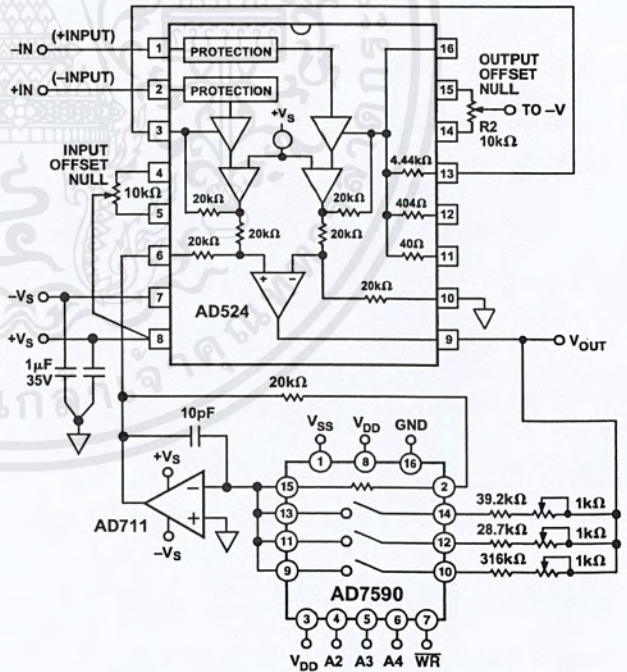 (+INPUT)
–IN
1
PROTECTION
16
(–INPUT)
+IN
2
PROTECTION
15
OUTPUT
OFFSET
NULL
TO –V
+VS
3
14
R2
10kΩ
INPUT
OFFSET
NULL
4
4.44kΩ
13
10kΩ
20kΩ
20kΩ
404Ω
12
5
20kΩ
20kΩ
40Ω
11
6
20kΩ
+
–
20kΩ
10
–VS
7
AD524
+VS
8
9
VOUT
1µF
35V
20kΩ
10pF
VSS
VDD
GND
1
8
16
+VS
–
15
2
39.2kΩ
1kΩ
13
14
+
28.7kΩ
1kΩ
AD711
11
12
–VS
316kΩ
1kΩ
9
10
AD7590
3
4
5
6
7
VDD
A2
A3
A4
WR